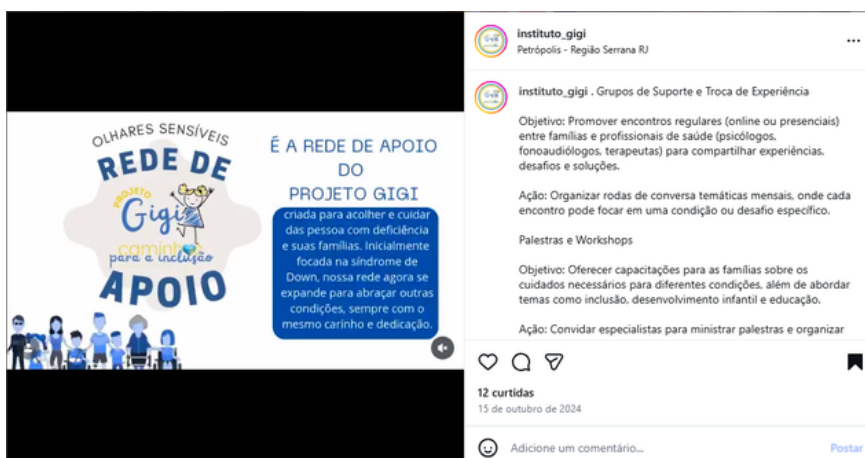 OLHARES SENSÍVEIS
REDE DE
PROJETO
Gigi
caminhos
para a inclusão
APOIO
É A REDE DE APOIO
DO
PROJETO GIGI
criada para acolher e cuidar
das pessoa com deficiência
e suas famílias. Inicialmente
focada na síndrome de
Down, nossa rede agora se
expande para abraçar outras
condições, sempre com o
mesmo carinho e dedicação.
instituto_gigi
Petrópolis - Região Serrana RJ
instituto_gigi . Grupos de Suporte e Troca de Experiência
Objetivo: Promover encontros regulares (online ou presenciais)
entre famílias e profissionais de saúde (psicólogos,
fonoaudiólogos, terapeutas) para compartilhar experiências,
desafios e soluções.
Ação: Organizar rodas de conversa temáticas mensais, onde cada
encontro pode focar em uma condição ou desafio específico.
Palestras e Workshops
Objetivo: Oferecer capacitações para as famílias sobre os
cuidados necessários para diferentes condições, além de abordar
temas como inclusão, desenvolvimento infantil e educação.
Ação: Convidar especialistas para ministrar palestras e organizar
12 curtidas
15 de outubro de 2024
Adicione um comentário...
Postar